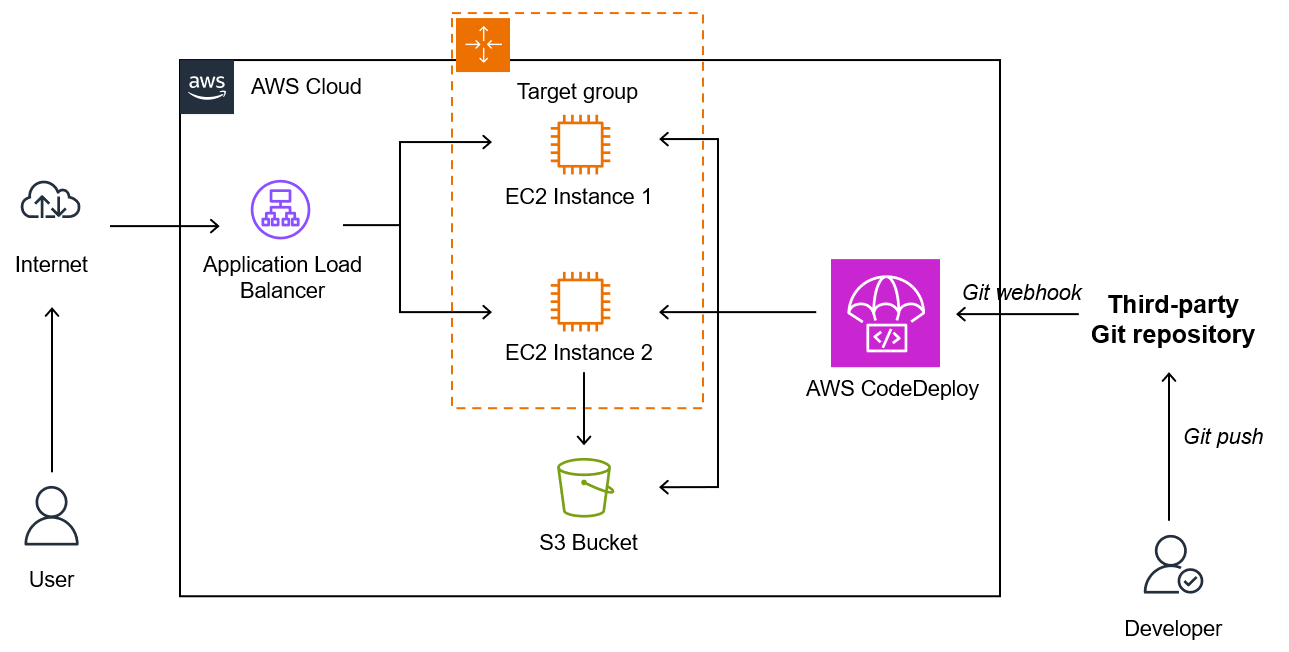 aws
AWS Cloud
Target group
EC2 Instance 1
Internet
Application Load
Balancer
EC2 Instance 2
</>
AWS CodeDeploy
Git webhook
Third-party
Git repository
Git push
S3 Bucket
User
Developer